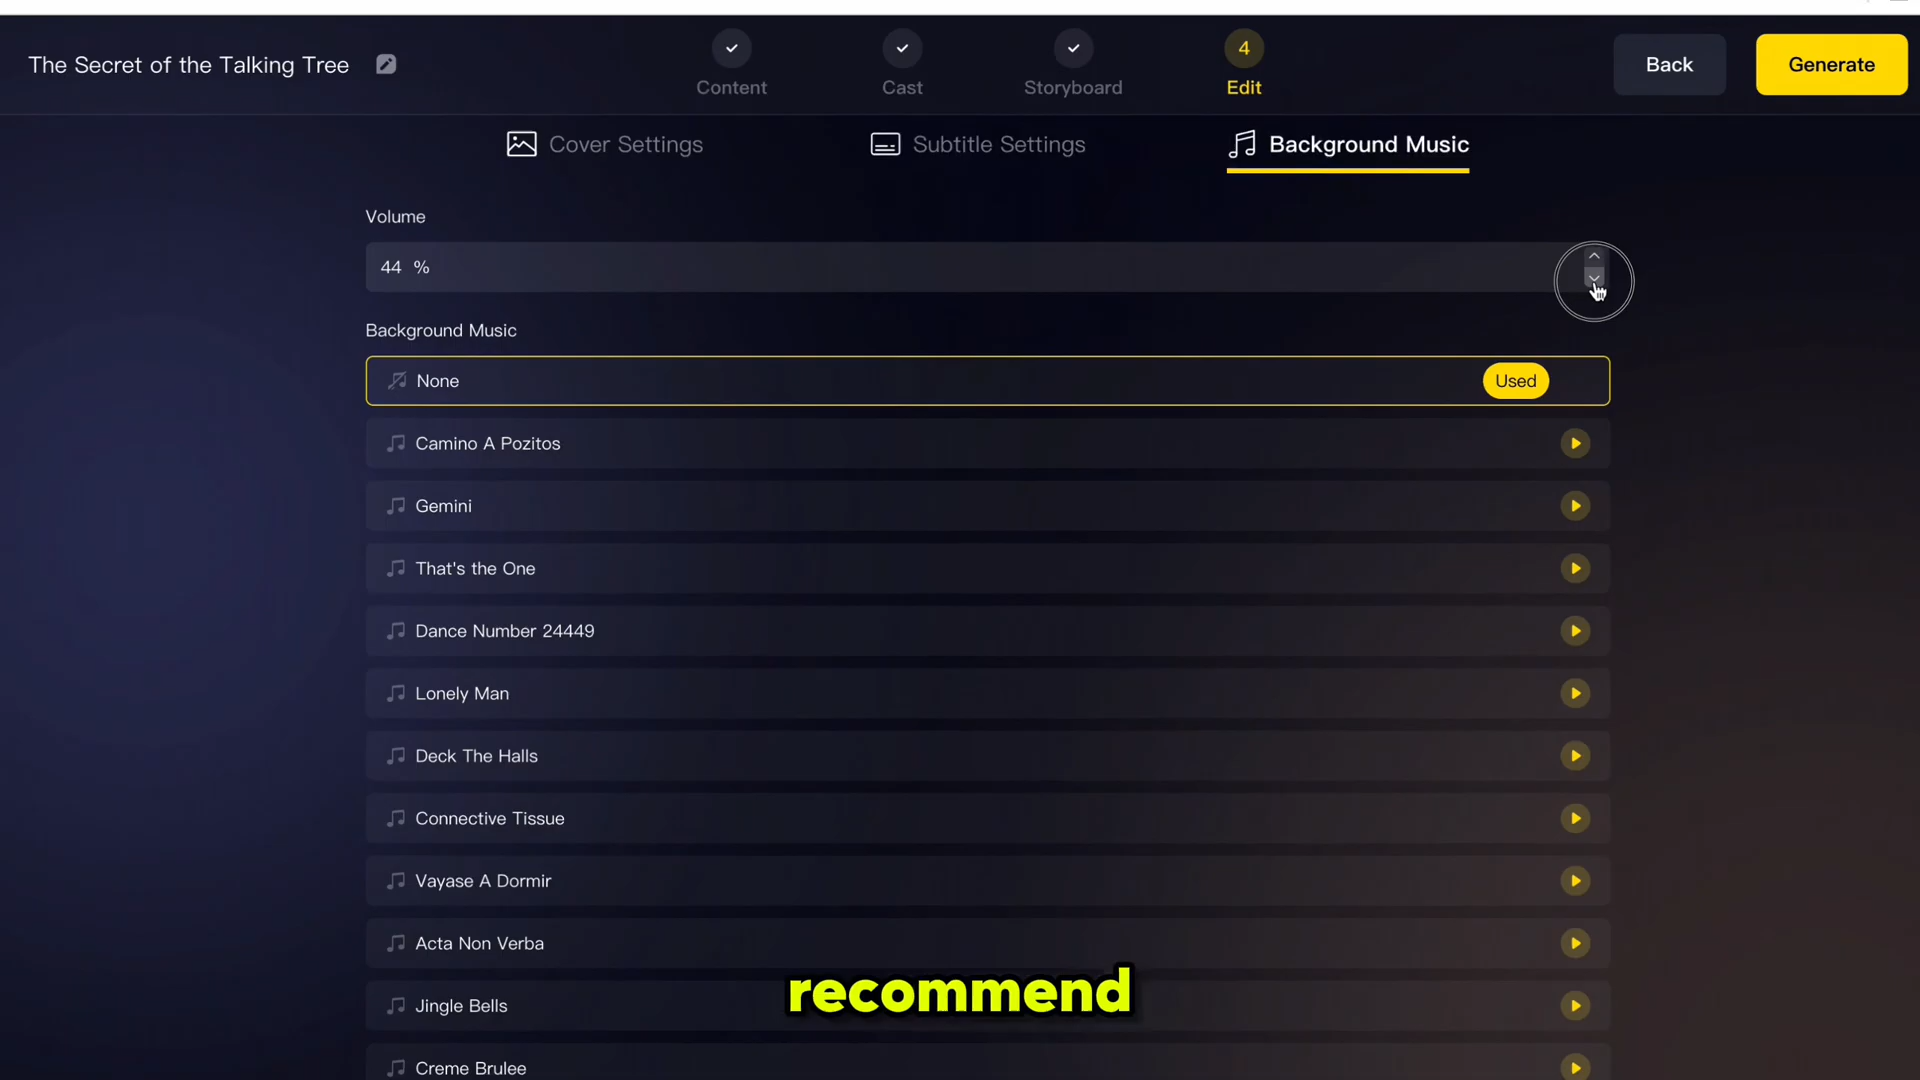 The Secret of the Talking Tree
Content
Cast
Storyboard
4
Edit
Back
Generate
Cover Settings
Subtitle Settings
Background Music
Volume
44 %
Background Music
None
Used
Camino A Pozitos
Gemini
That's the One
Dance Number 24449
Lonely Man
Deck The Halls
Connective Tissue
Vayase A Dormir
Acta Non Verba
recommend
Jingle Bells
Creme Brulee